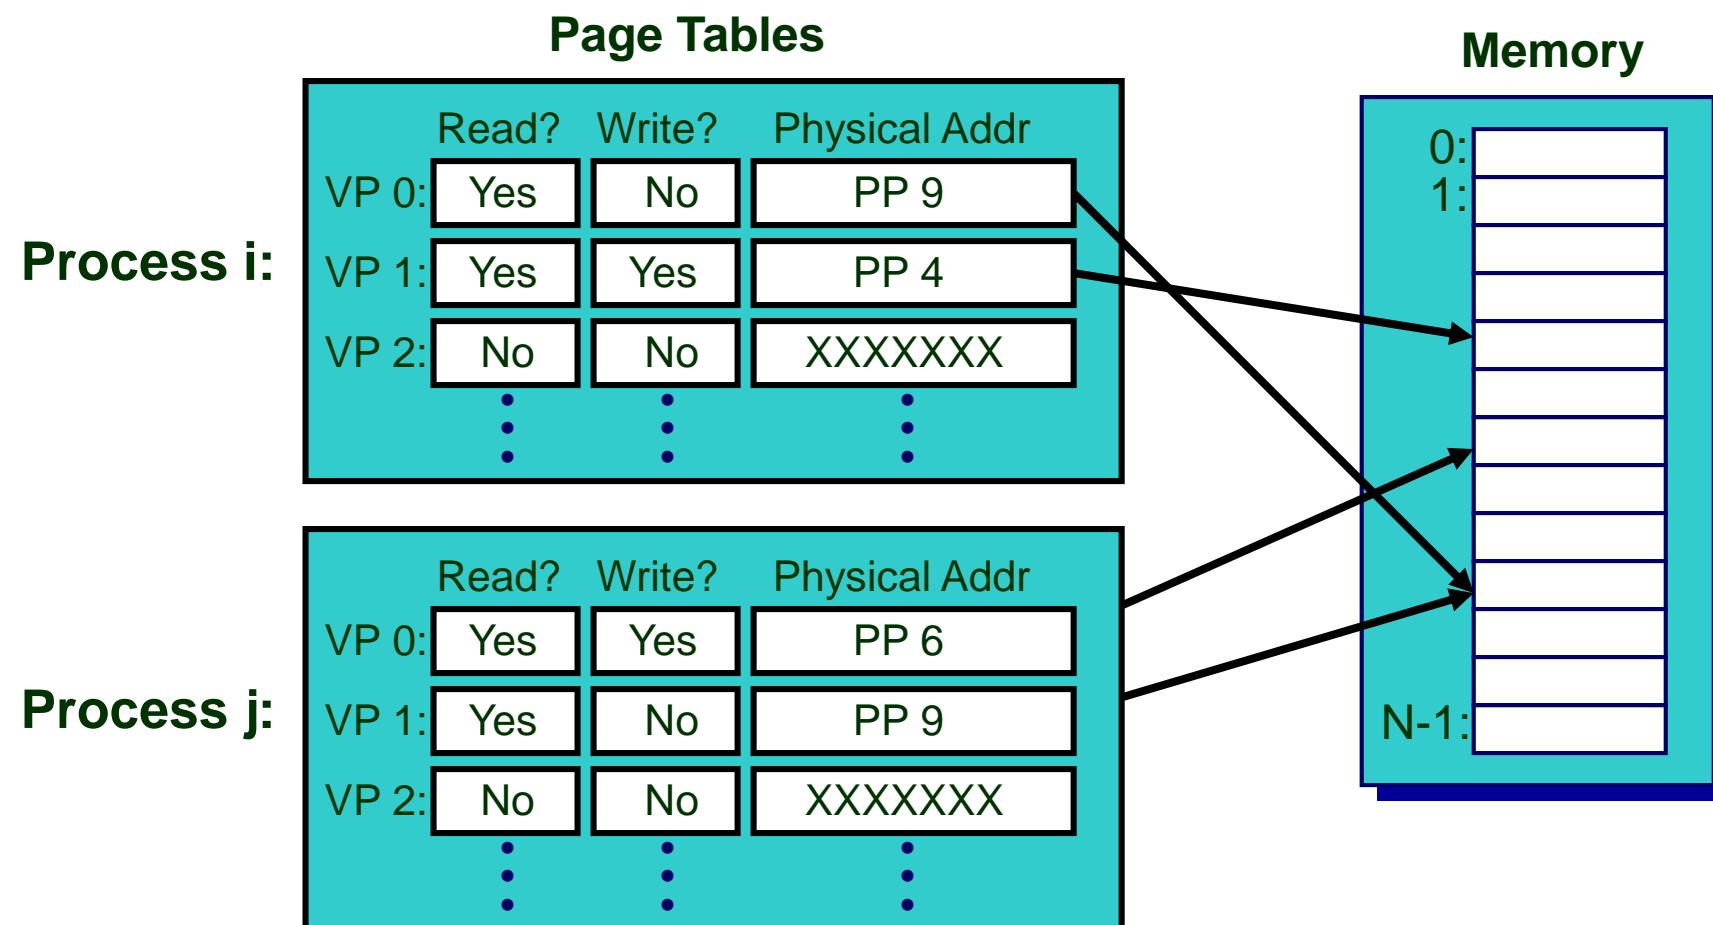 Page Tables
Memory
Process i:
Read? Write? Physical Addr
VP 0: Yes No PP 9
VP 1: Yes Yes PP 4
VP 2: No No XXXXXXX
Process j:
Read? Write? Physical Addr
VP 0: Yes Yes PP 6
VP 1: Yes No PP 9
VP 2: No No XXXXXXX
0:
1:
N-1: